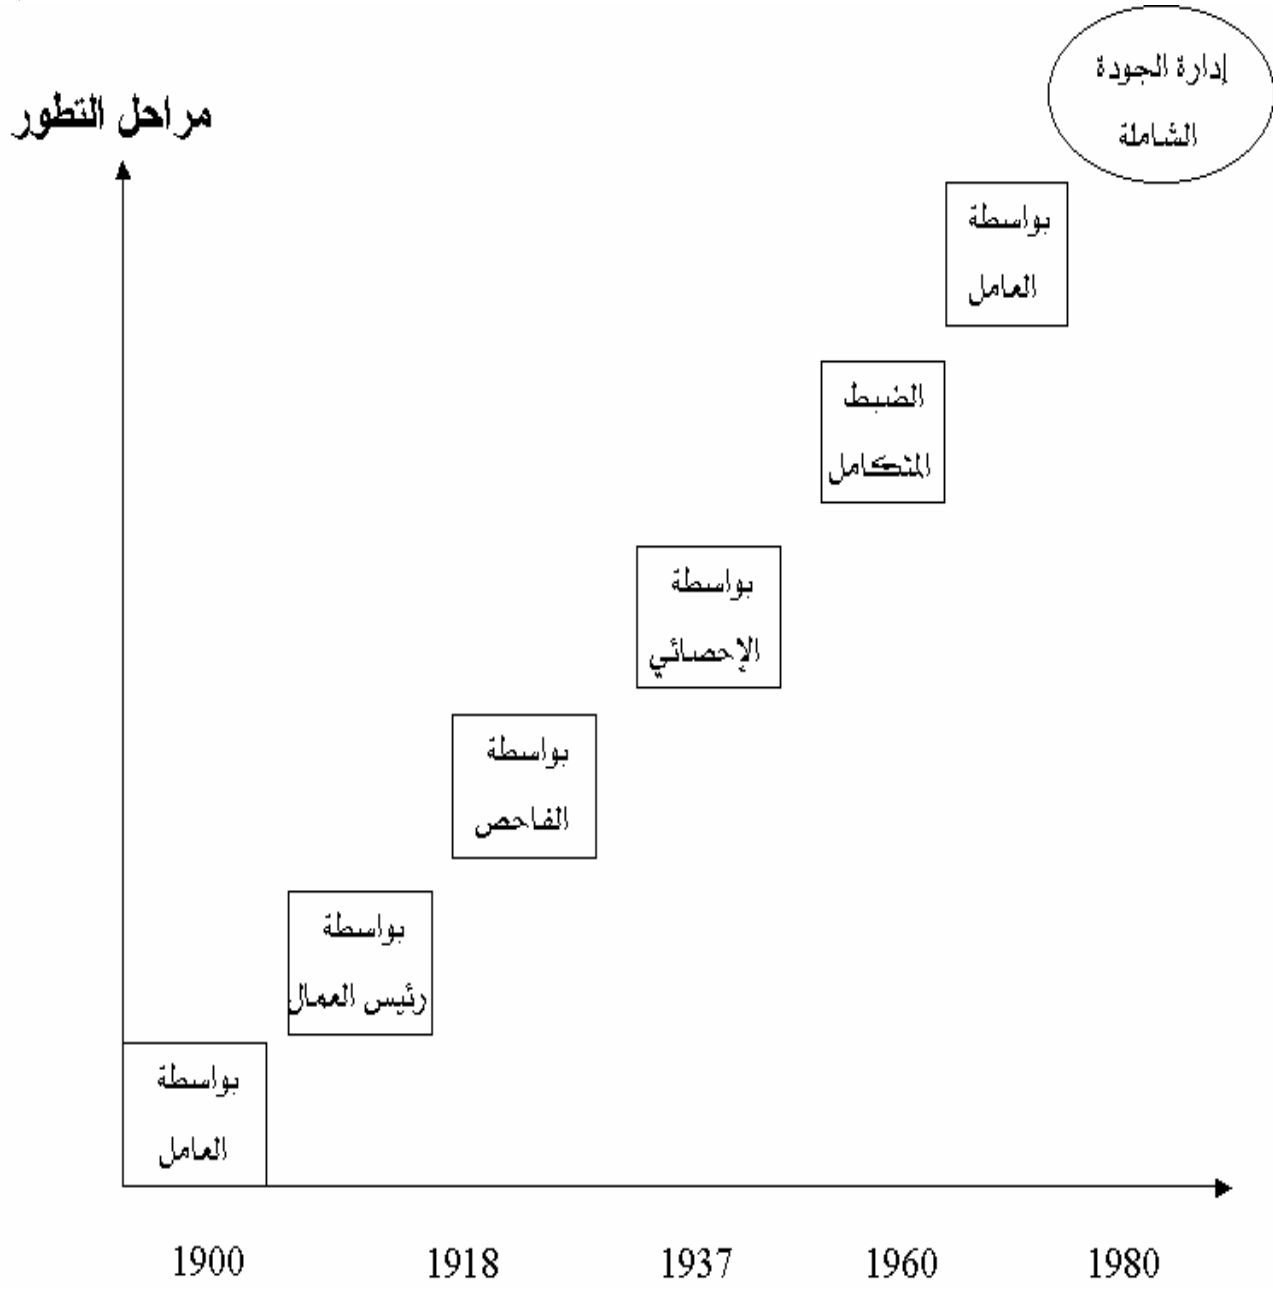 إدارة الجودة
الشاملة
مراحل التطور
بواسطة
العامل
الضبط
المتكامل
بواسطة
الإحصائي
بواسطة
الفاحص
بواسطة
رئيس العمال
بواسطة
العامل
1900 1918 1937 1960 1980